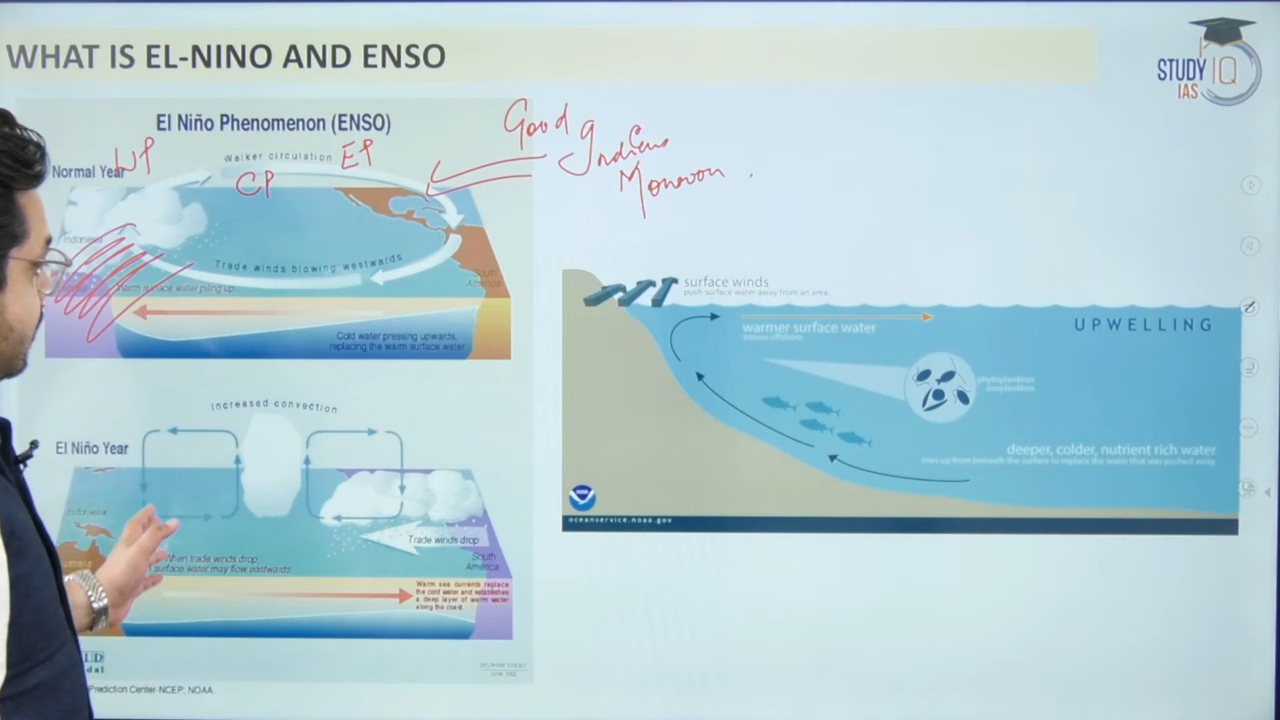 WHAT IS EL-NINO AND ENSO
STUDY IQ
IAS
El Niño Phenomenon (ENSO)
Good
Indian
Monsoon
WP
Walker circulation
EP
Normal Year
CP
Indonesia
Trade winds blowing westwards
South
America
Warm surface water piling up
Cold water pressing upwards,
replacing the warm surface water
Increased convection
El Niño Year
Trade winds drop
When trade winds drop,
surface water may flow eastwards
South
America
Warm sea currents replace
the cold water and establishes
a deep layer of warm water
along the coast.
JUNE 2002
Prediction Center-NCEP; NOAA.
surface winds
push surface water away from an area
UPWELLING
warmer surface water
moves offshore
phytoplankton
zooplankton
deeper, colder, nutrient rich water
rises up from beneath the surface to replace the water that was pushed away
oceanservice.noaa.gov